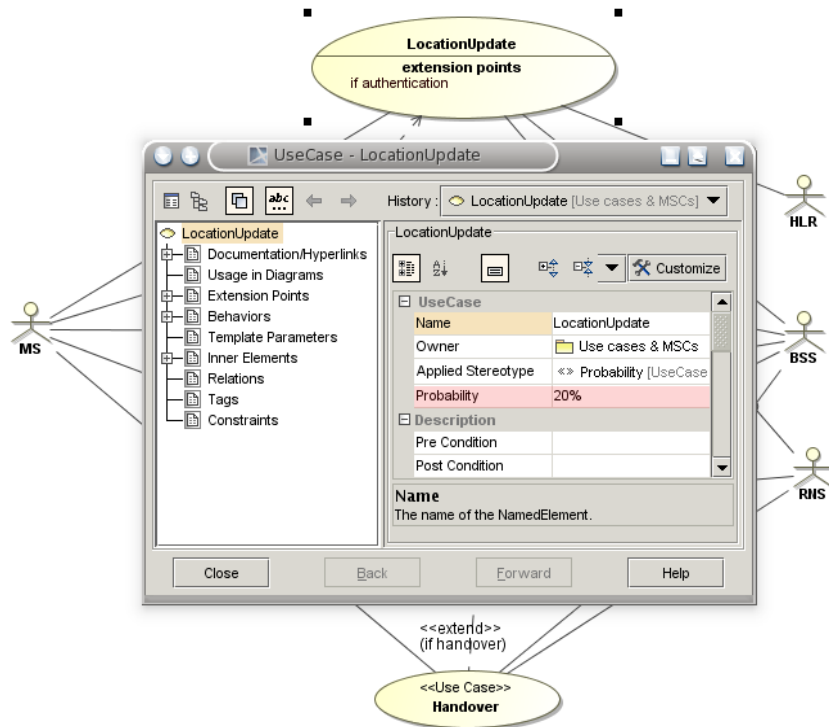 LocationUpdate
extension points
if authentication
UseCase - LocationUpdate
abc
...
History : LocationUpdate [Use cases & MSCs]
HLR
LocationUpdate
Documentation/Hyperlinks
Usage in Diagrams
Extension Points
Behaviors
Template Parameters
Inner Elements
Relations
Tags
Constraints
LocationUpdate
A
Z
Customize
UseCase
Name LocationUpdate
Owner Use cases & MSCs
Applied Stereotype «» Probability [UseCase
Probability 20%
Description
Pre Condition
Post Condition
Name
The name of the NamedElement.
MS
BSS
RNS
Close Back Forward Help
<<extend>>
(if handover)
<<Use Case>>
Handover